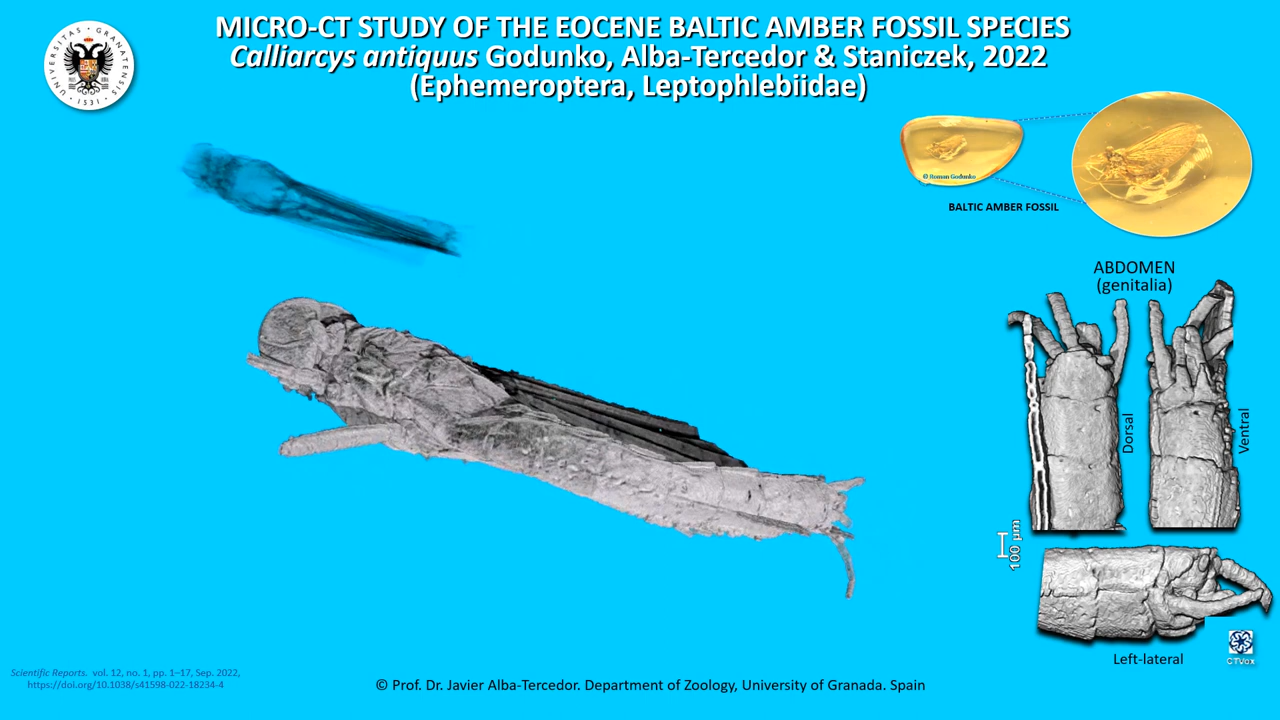 MICRO-CT STUDY OF THE EOCENE BALTIC AMBER FOSSIL SPECIES
Calliarcys antiquus Godunko, Alba-Tercedor & Staniczek, 2022
(Ephemeroptera, Leptophlebiidae)
UNIVERSITAS · GRANATENSIS · 1531 ·
© Roman Godunko
BALTIC AMBER FOSSIL
ABDOMEN
(genitalia)
Dorsal
Ventral
100 µm
Left-lateral
CTVox
Scientific Reports. vol. 12, no. 1, pp. 1–17, Sep. 2022,
https://doi.org/10.1038/s41598-022-18234-4
© Prof. Dr. Javier Alba-Tercedor. Department of Zoology, University of Granada. Spain